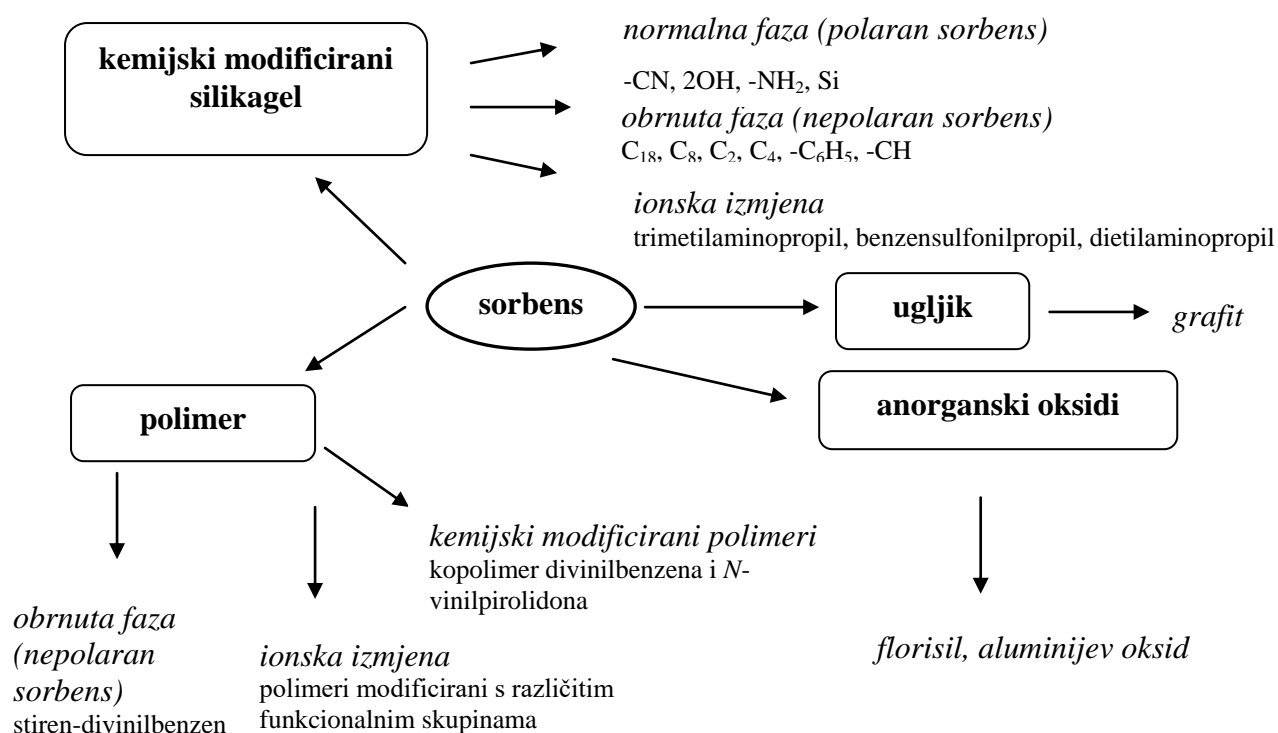 kemijski modificirani
silikagel
normalna faza (polaran sorbens)
-CN, 2OH, -NH₂, Si
obrnuta faza (nepolaran sorbens)
C₁₈, C₈, C₂, C₄, -C₆H₅, -CH
ionska izmjena
trimetilaminopropil, benzensulfonilpropil, dietilaminopropil
sorbens
ugljik
grafit
polimer
anorganski oksidi
kemijski modificirani polimeri
kopolimer divinilbenzena i N-
vinilpirolidona
obrnuta faza
(nepolaran
sorbens)
stiren-divinilbenzen
ionska izmjena
polimeri modificirani s različitim
funkcionalnim skupinama
florisil, aluminijev oksid